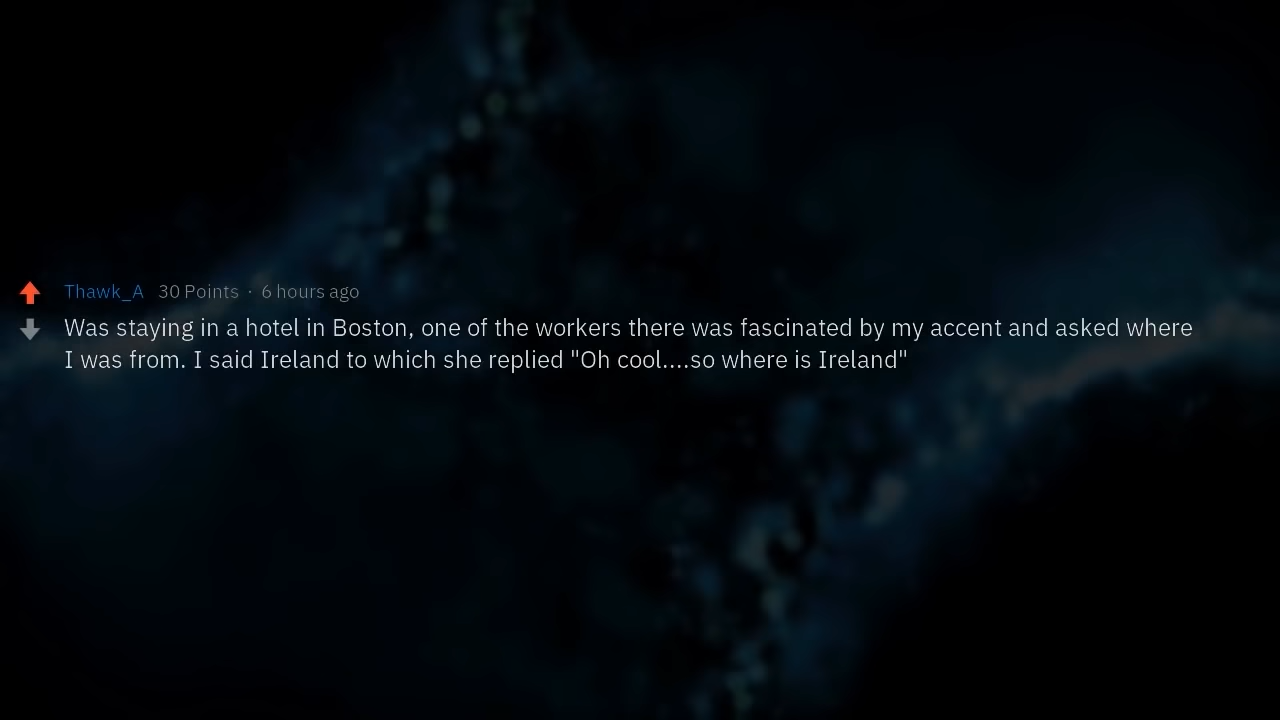 Thawk_A 30 Points · 6 hours ago
Was staying in a hotel in Boston, one of the workers there was fascinated by my accent and asked where
I was from. I said Ireland to which she replied "Oh cool....so where is Ireland"